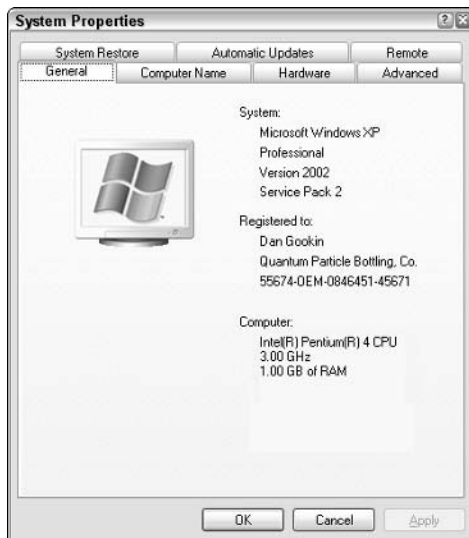 System Properties
System Restore Automatic Updates Remote
General Computer Name Hardware Advanced
System:
Microsoft Windows XP
Professional
Version 2002
Service Pack 2
Registered to:
Dan Gookin
Quantum Particle Bottling, Co.
55674-OEM-0846451-45671
Computer:
Intel(R) Pentium(R) 4 CPU
3.00 GHz
1.00 GB of RAM
OK Cancel Apply